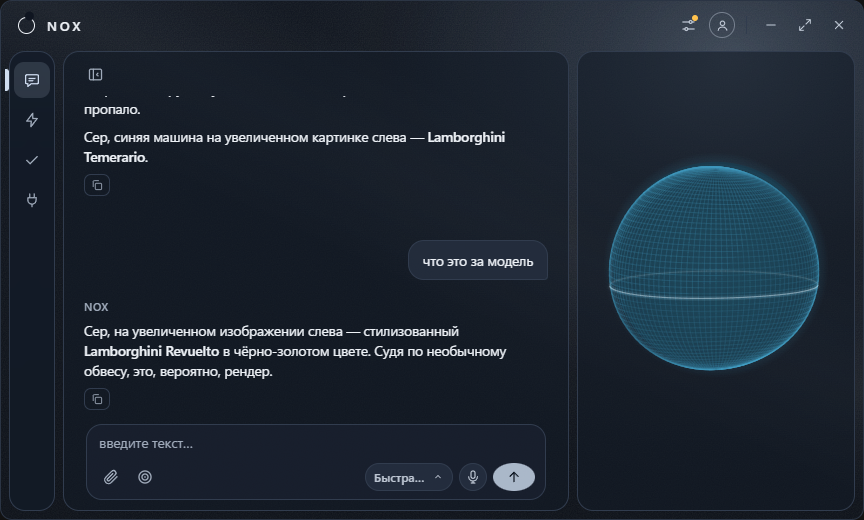 NOX
пропало.
Сер, синяя машина на увеличенном картинке слева — Lamborghini
Temerario.
что это за модель
NOX
Сер, на увеличенном изображении слева — стилизованный
Lamborghini Revuelto в чёрно-золотом цвете. Судя по необычному
обвесу, это, вероятно, рендер.
введите текст...
Быстра...